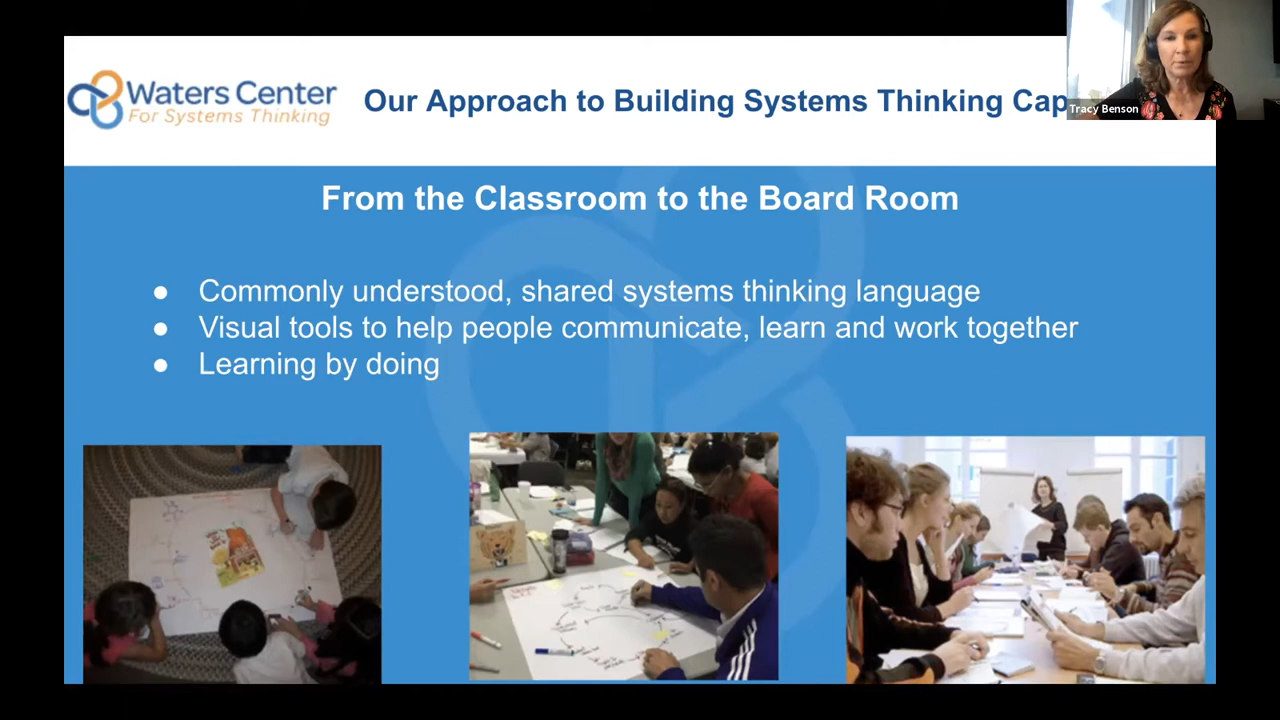 Waters Center
For Systems Thinking
Our Approach to Building Systems Thinking Cap
Tracy Benson
From the Classroom to the Board Room
● Commonly understood, shared systems thinking language
● Visual tools to help people communicate, learn and work together
● Learning by doing